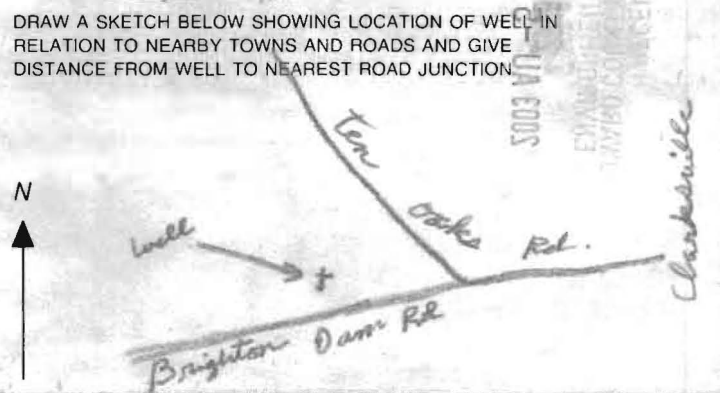 DRAW A SKETCH BELOW SHOWING LOCATION OF WELL IN
RELATION TO NEARBY TOWNS AND ROADS AND GIVE
DISTANCE FROM WELL TO NEAREST ROAD JUNCTION
N
Ten oaks Rd.
well
Brighton Dam Rd
Clarksville